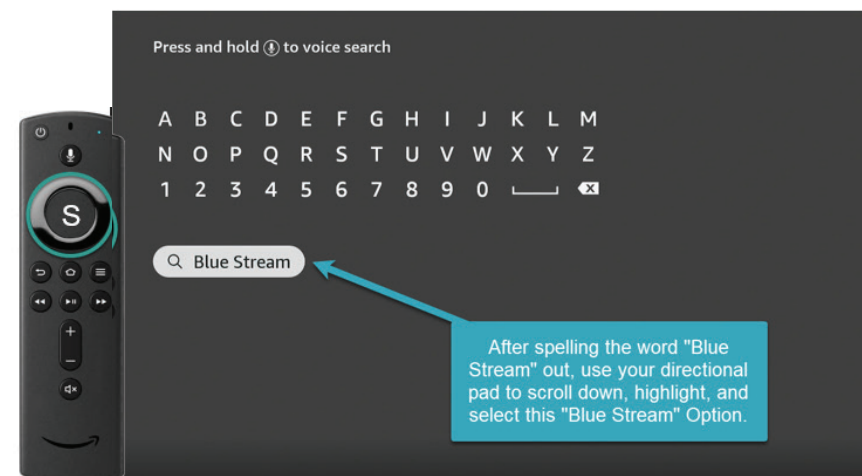 Press and hold to voice search
A B C D E F G H I J K L M
N O P Q R S T U V W X Y Z
1 2 3 4 5 6 7 8 9 0
S
Blue Stream
After spelling the word "Blue
Stream" out, use your directional
pad to scroll down, highlight, and
select this "Blue Stream" Option.